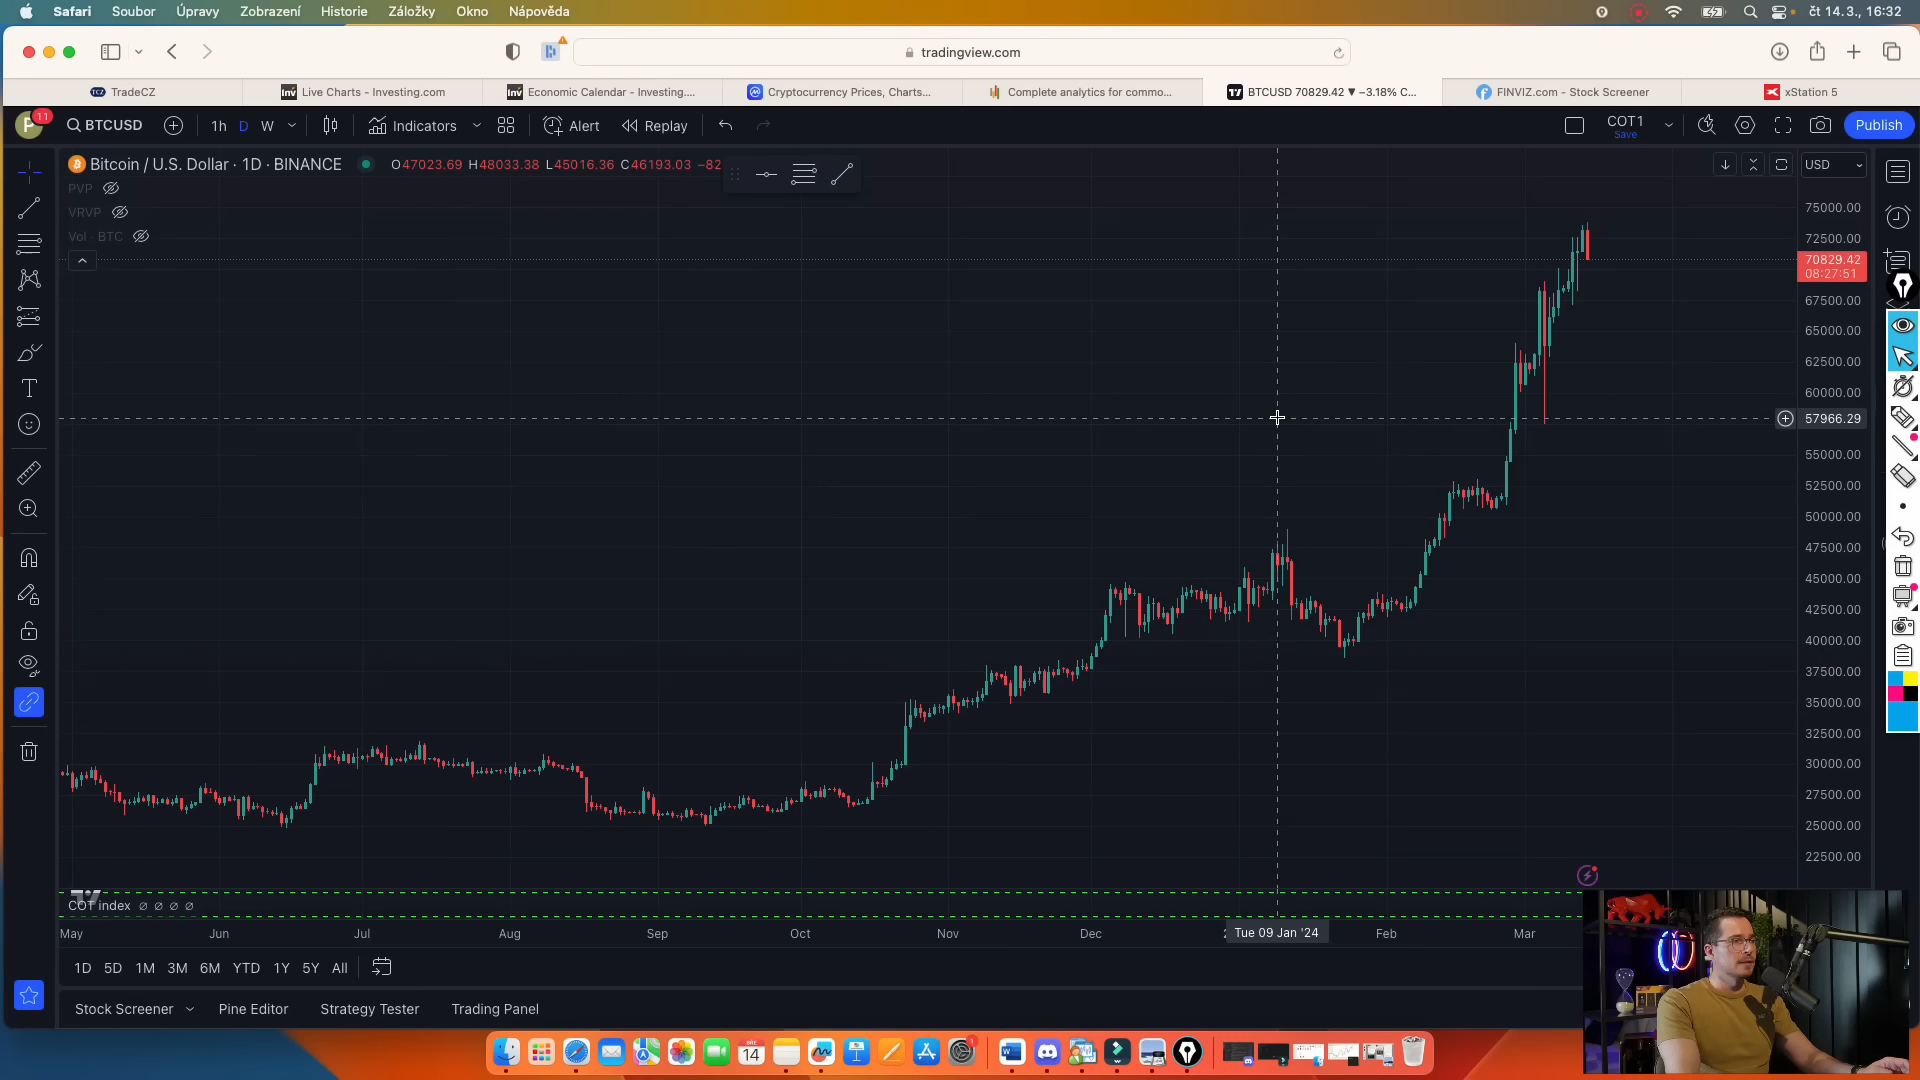 Safari Soubor Úpravy Zobrazení Historie Záložky Okno Nápověda čt 14.3., 16:32
tradingview.com
TradeCZ Live Charts - Investing.com Economic Calendar - Investing.... Cryptocurrency Prices, Charts... Complete analytics for commo... BTCUSD 70829.42 ▼ −3.18% C... FINVIZ.com - Stock Screener xStation 5
P 11 BTCUSD 1h D W Indicators Alert Replay COT1 Save Publish
Bitcoin / U.S. Dollar · 1D · BINANCE O47023.69 H48033.38 L45016.36 C46193.03 −82 USD
PVP
VRVP
Vol · BTC
75000.00
72500.00
70829.42
08:27:51
67500.00
65000.00
62500.00
60000.00
57966.29
55000.00
52500.00
50000.00
47500.00
45000.00
42500.00
40000.00
37500.00
35000.00
32500.00
30000.00
27500.00
25000.00
22500.00
COT index
May Jun Jul Aug Sep Oct Nov Dec Tue 09 Jan '24 Feb Mar
1D 5D 1M 3M 6M YTD 1Y 5Y All
Stock Screener Pine Editor Strategy Tester Trading Panel
14